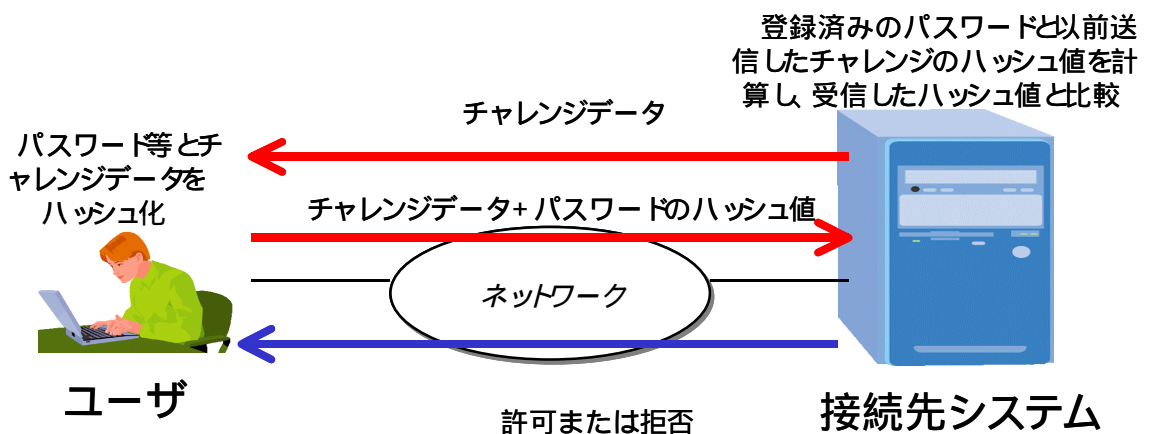 登録済みのパスワードと以前送
信したチャレンジのハッシュ値を計
算し、受信したハッシュ値と比較
チャレンジデータ
パスワード等とチ
ャレンジデータを
ハッシュ化
チャレンジデータ+パスワードのハッシュ値
ネットワーク
ユーザ
許可または拒否
接続先システム